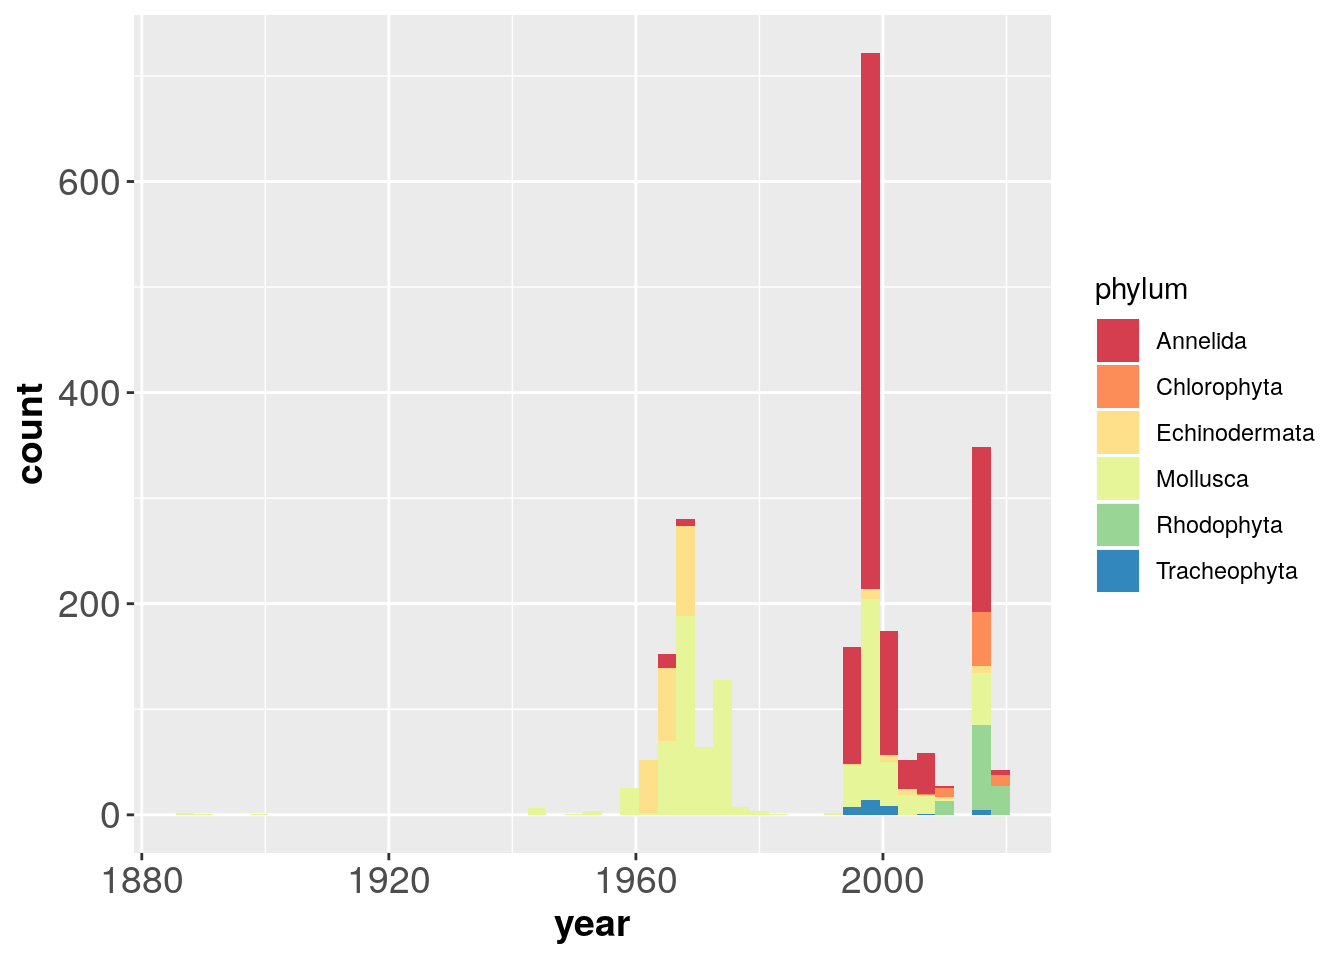 600
400
200
0
count
1880 1920 1960 2000
year
phylum
Annelida
Chlorophyta
Echinodermata
Mollusca
Rhodophyta
Tracheophyta